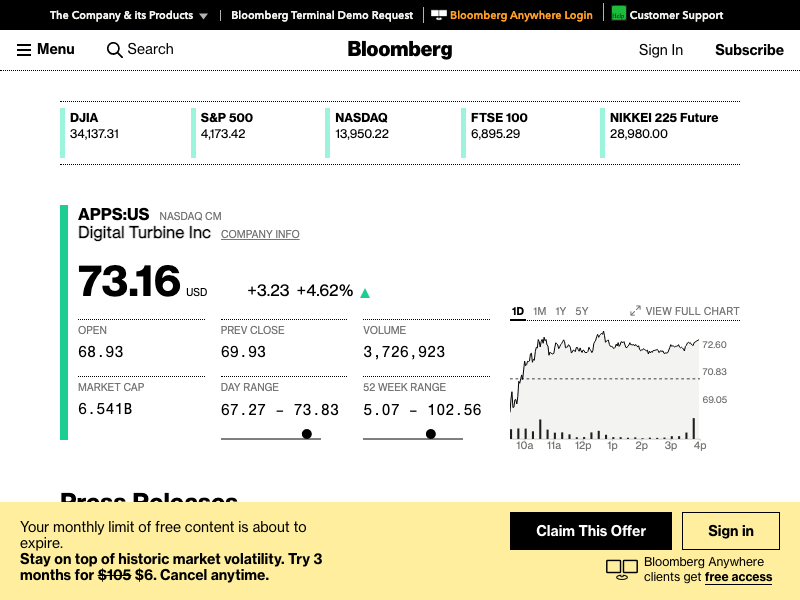 The Company & its Products
Bloomberg Terminal Demo Request
Bloomberg Anywhere Login
Customer Support
Menu
Search
Bloomberg
Sign In
Subscribe
DJIA
34,137.31
S&P 500
4,173.42
NASDAQ
13,950.22
FTSE 100
6,895.29
NIKKEI 225 Future
28,980.00
APPS:US NASDAQ CM
Digital Turbine Inc COMPANY INFO
73.16 USD +3.23 +4.62%
OPEN
68.93
PREV CLOSE
69.93
VOLUME
3,726,923
MARKET CAP
6.541B
DAY RANGE
67.27 – 73.83
52 WEEK RANGE
5.07 – 102.56
1D 1M 1Y 5Y VIEW FULL CHART
72.60
70.83
69.05
10a 11a 12p 1p 2p 3p 4p
Press Releases
Your monthly limit of free content is about to
expire.
Stay on top of historic market volatility. Try 3
months for $105 $6. Cancel anytime.
Claim This Offer
Sign in
Bloomberg Anywhere
clients get free access